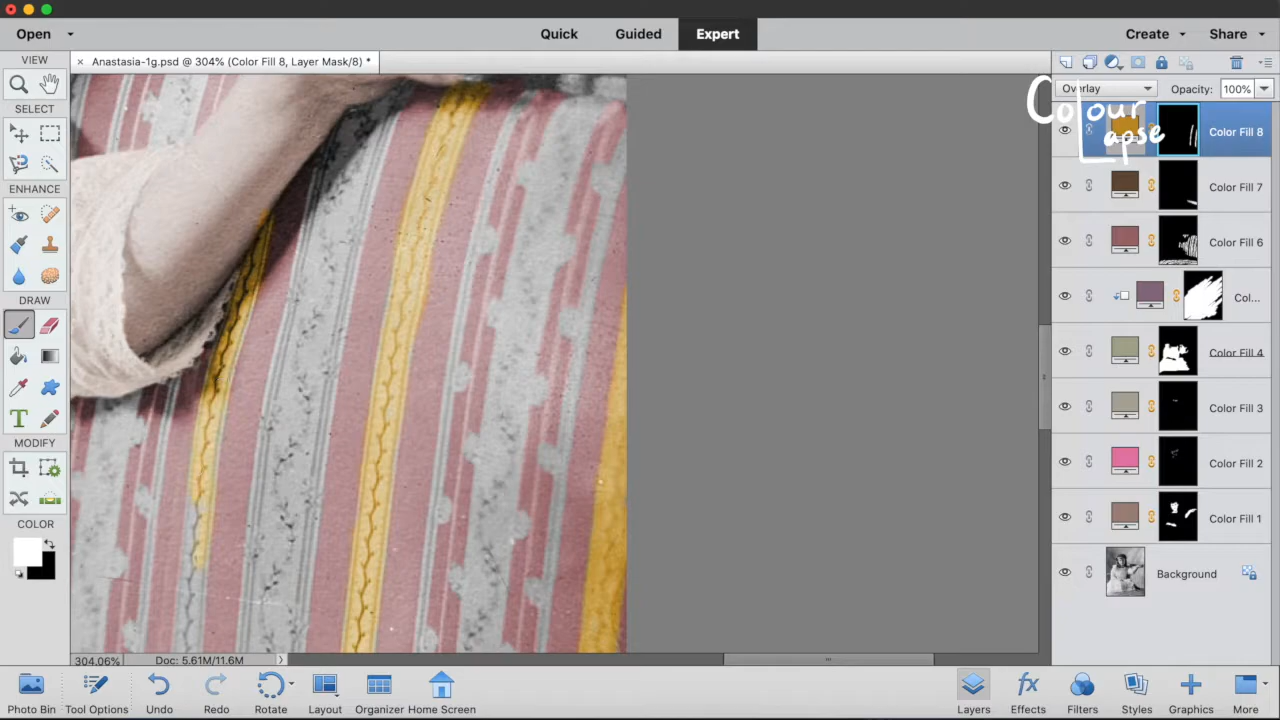 Open
Quick
Guided
Expert
Create
Share
VIEW
× Anastasia-1g.psd @ 304% (Color Fill 8, Layer Mask/8) *
SELECT
ENHANCE
DRAW
T
MODIFY
COLOR
Overlay
Opacity: 100%
Colour
Lapse
Color Fill 8
Color Fill 7
Color Fill 6
Col...
Color Fill 4
Color Fill 3
Color Fill 2
Color Fill 1
Background
304.06%
Doc: 5.61M/11.6M
Photo Bin
Tool Options
Undo
Redo
Rotate
Layout
Organizer
Home Screen
Layers
fx
Effects
Filters
Styles
Graphics
More